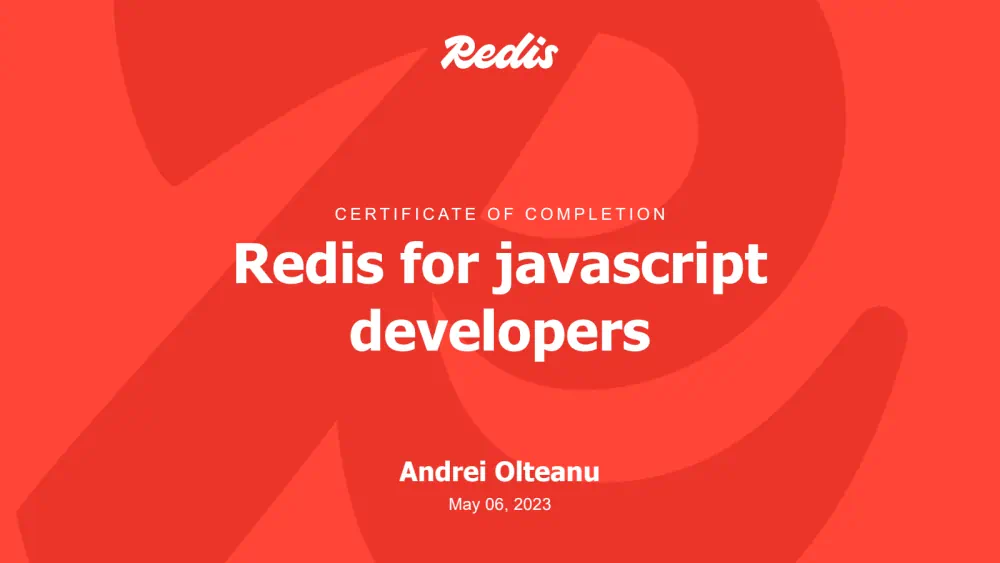 Redis
CERTIFICATE OF COMPLETION
Redis for javascript
developers
Andrei Olteanu
May 06, 2023